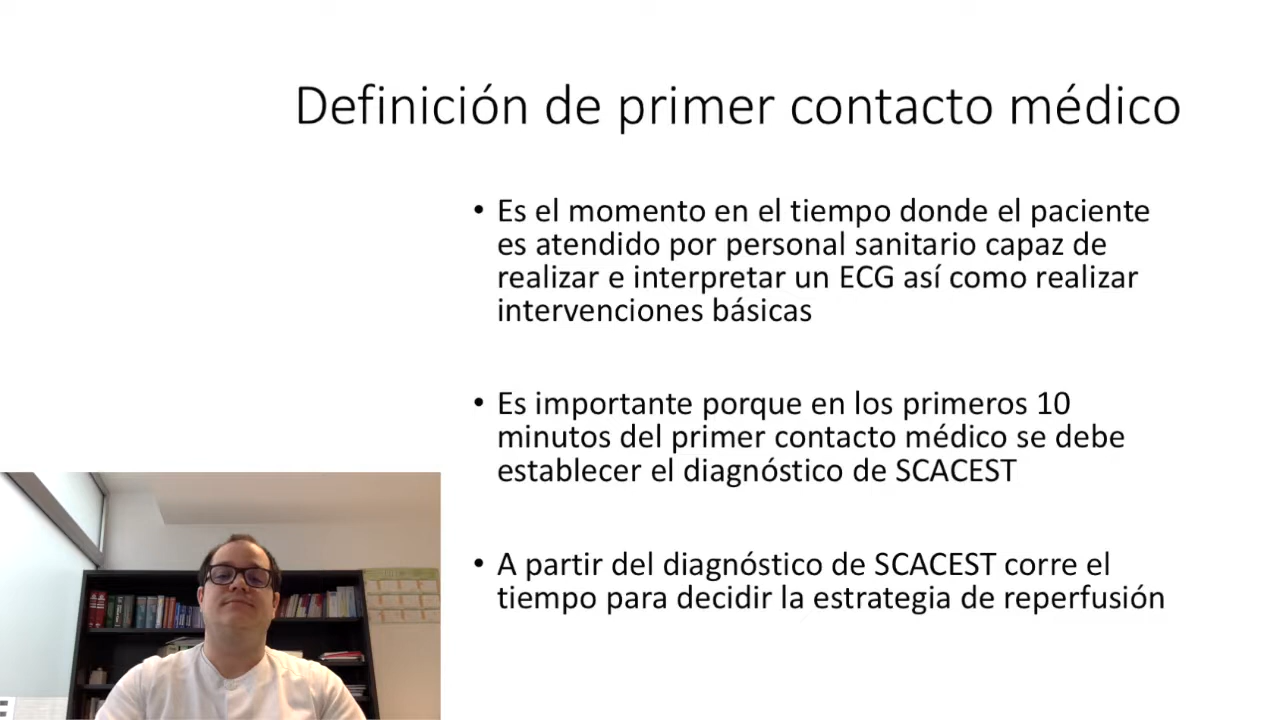 Definición de primer contacto médico
• Es el momento en el tiempo donde el paciente
es atendido por personal sanitario capaz de
realizar e interpretar un ECG así como realizar
intervenciones básicas
• Es importante porque en los primeros 10
minutos del primer contacto médico se debe
establecer el diagnóstico de SCACEST
• A partir del diagnóstico de SCACEST corre el
tiempo para decidir la estrategia de reperfusión